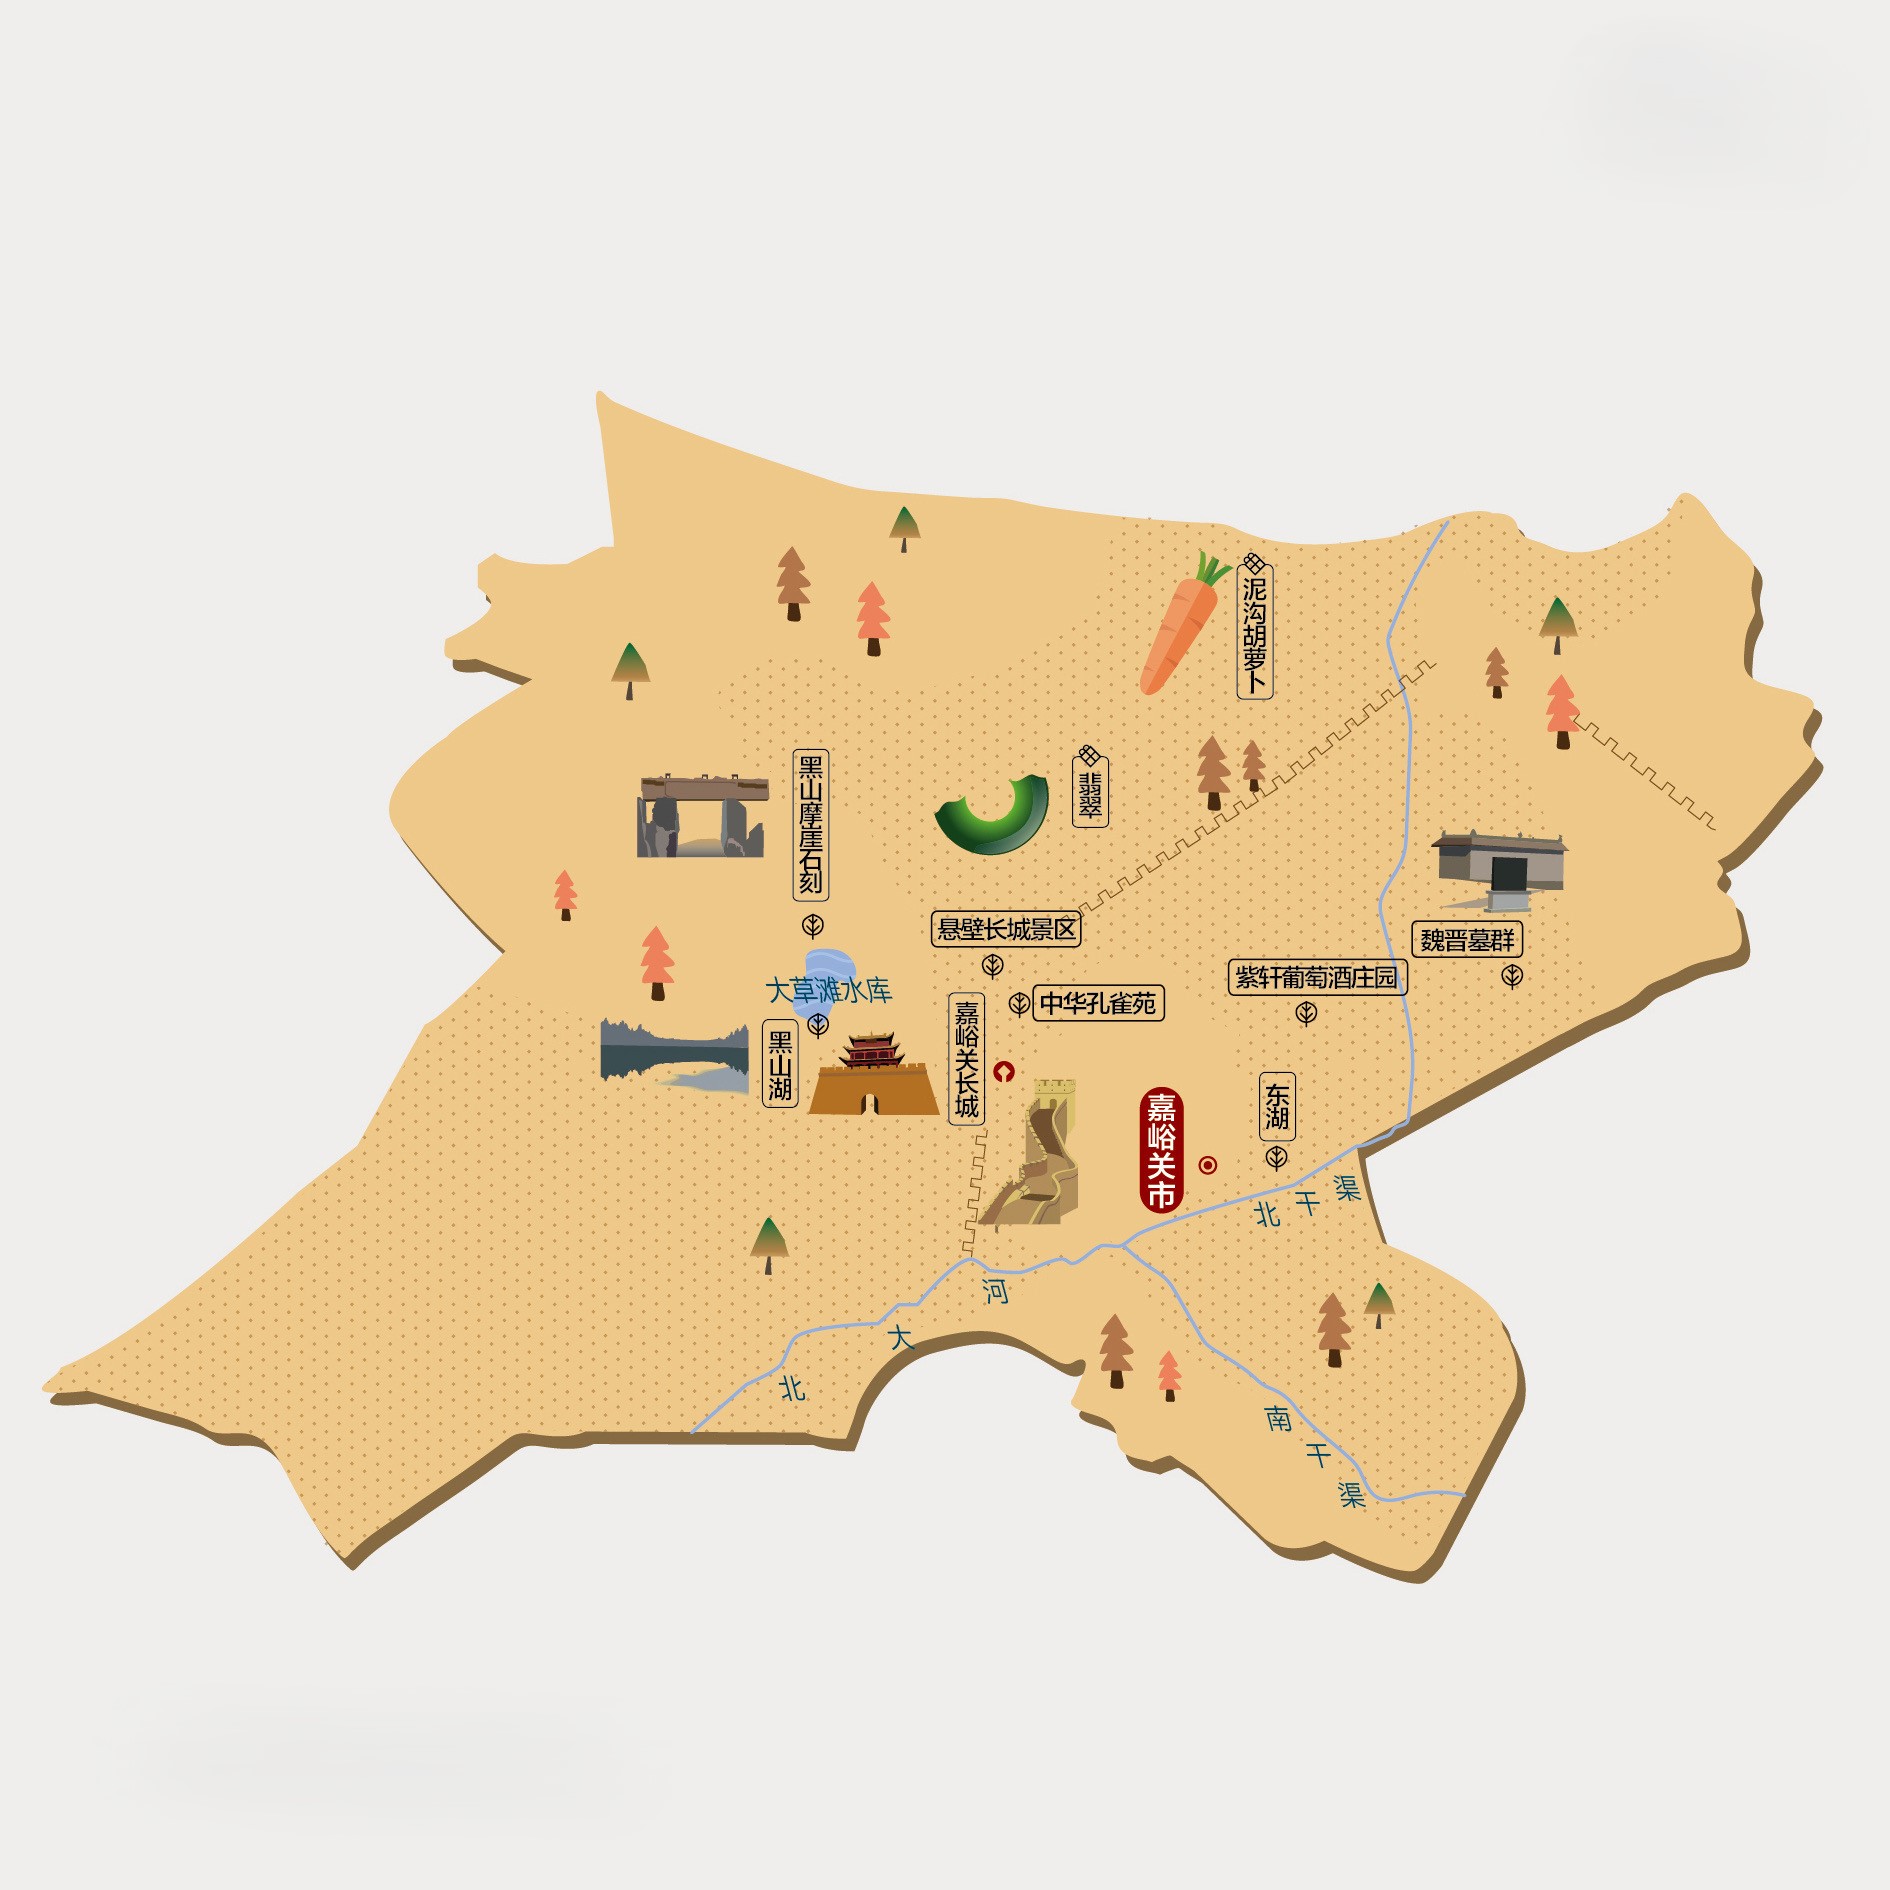 泥沟胡萝卜
翡翠
黑山摩崖石刻
悬壁长城景区
魏晋墓群
紫轩葡萄酒庄园
大草滩水库
中华孔雀苑
嘉峪关长城
黑山湖
东湖
嘉峪关市
北干渠
北大河
南干渠